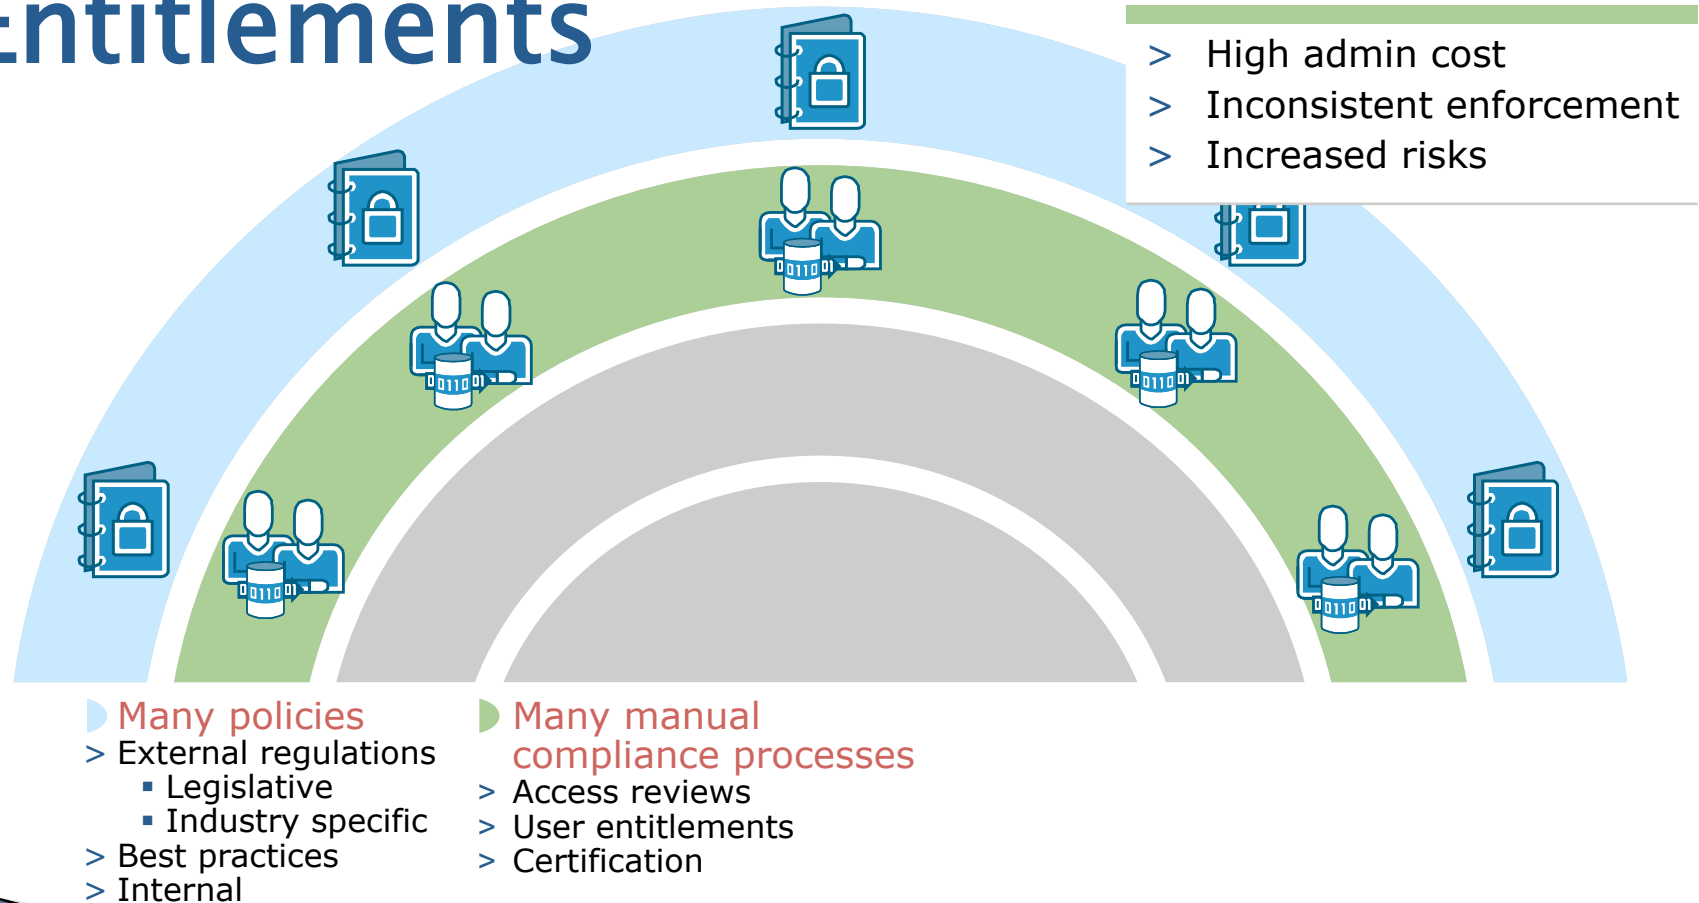 Entitlements
> High admin cost
> Inconsistent enforcement
> Increased risks
0110
0110
0110
0110
0110
Many policies
> External regulations
▪ Legislative
▪ Industry specific
> Best practices
> Internal
Many manual
compliance processes
> Access reviews
> User entitlements
> Certification